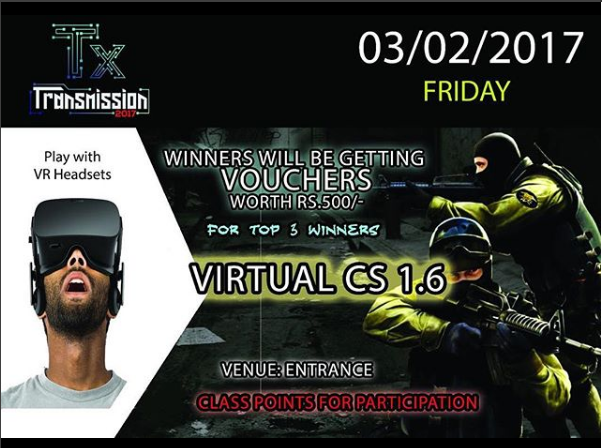 Tx
Transmission
2017
03/02/2017
FRIDAY
Play with
VR Headsets
WINNERS WILL BE GETTING
VOUCHERS
WORTH RS.500/-
FOR TOP 3 WINNERS
VIRTUAL CS 1.6
VENUE: ENTRANCE
CLASS POINTS FOR PARTICIPATION